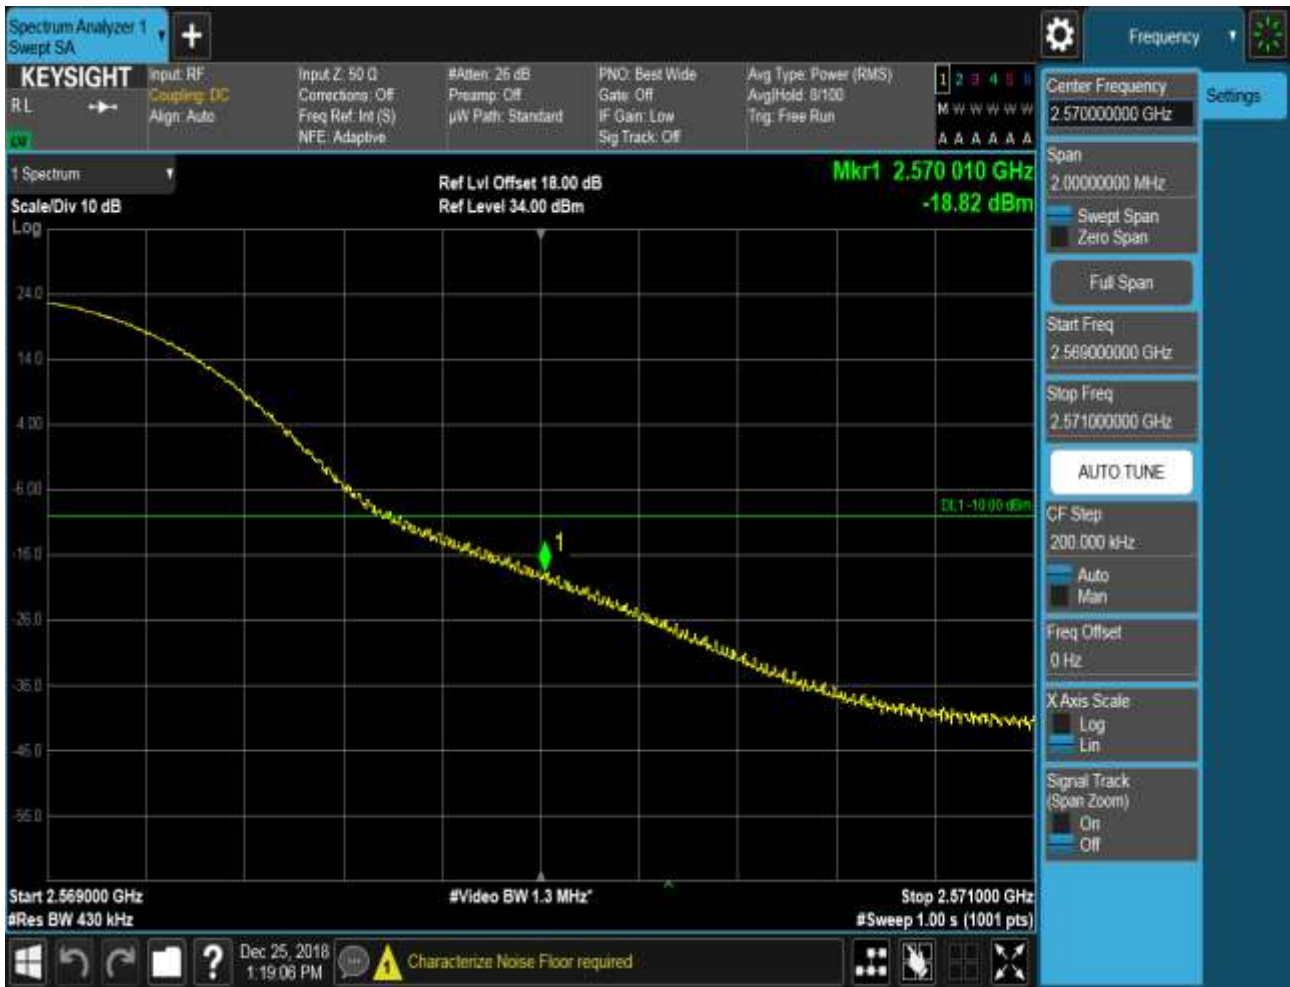 Spectrum Analyzer 1
Swept SA
+
Frequency
KEYSIGHT
RL
Input: RF
Coupling: DC
Align: Auto
Input Z: 50 Ω
Corrections: Off
Freq Ref: Int (S)
NFE: Adaptive
#Atten: 26 dB
Preamp: Off
µW Path: Standard
PNO: Best Wide
Gate: Off
IF Gain: Low
Sig Track: Off
Avg Type: Power (RMS)
Avg|Hold: 8/100
Trig: Free Run
1 2 3 4 5 6
M W W W W W
A A A A A A
1 Spectrum
Scale/Div 10 dB
Log
Ref Lvl Offset 18.00 dB
Ref Level 34.00 dBm
Mkr1 2.570 010 GHz
-18.82 dBm
24.0
14.0
4.00
-6.00
-16.0
-26.0
-36.0
-46.0
-56.0
DL1 -10.00 dBm
1
Start 2.569000 GHz
#Res BW 430 kHz
#Video BW 1.3 MHz*
Stop 2.571000 GHz
#Sweep 1.00 s (1001 pts)
Center Frequency
2.570000000 GHz
Settings
Span
2.00000000 MHz
Swept Span
Zero Span
Full Span
Start Freq
2.569000000 GHz
Stop Freq
2.571000000 GHz
AUTO TUNE
CF Step
200.000 kHz
Auto
Man
Freq Offset
0 Hz
X Axis Scale
Log
Lin
Signal Track
(Span Zoom)
On
Off
?
Dec 25, 2018
1:19:06 PM
1
Characterize Noise Floor required